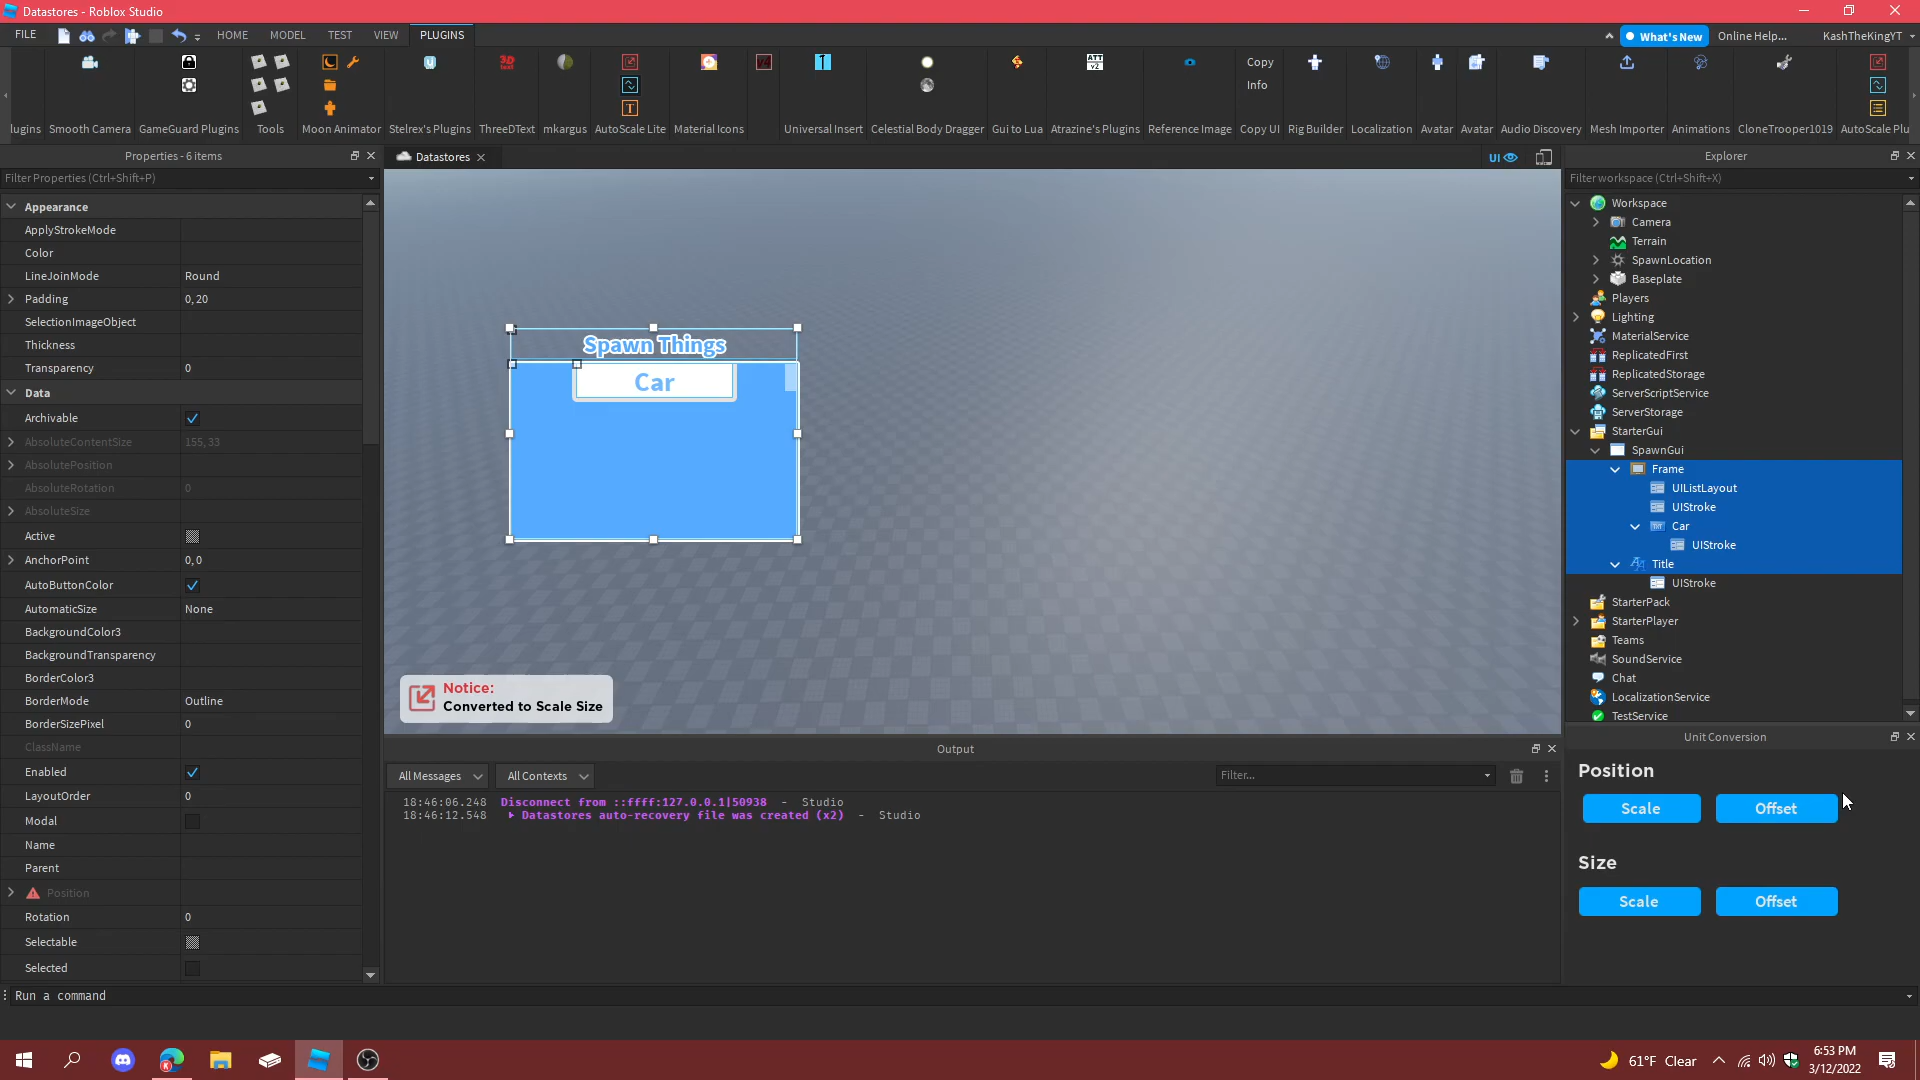 Datastores - Roblox Studio
FILE
HOME
MODEL
TEST
VIEW
PLUGINS
What's New
Online Help...
KashTheKingYT
lugins
Smooth Camera
GameGuard Plugins
Tools
Moon Animator
Stelrex's Plugins
3D
text
ThreeDText
mkargus
AutoScale Lite
Material Icons
Universal Insert
Celestial Body Dragger
Gui to Lua
ATT
v2
Atrazine's Plugins
Reference Image
Copy
Info
Copy UI
Rig Builder
Localization
Avatar
Avatar
Audio Discovery
Mesh Importer
Animations
CloneTrooper1019
AutoScale Plu
Properties - 6 items
Filter Properties (Ctrl+Shift+P)
Appearance
ApplyStrokeMode
Color
LineJoinMode Round
Padding 0, 20
SelectionImageObject
Thickness
Transparency 0
Data
Archivable
AbsoluteContentSize 155, 33
AbsolutePosition
AbsoluteRotation 0
AbsoluteSize
Active
AnchorPoint 0, 0
AutoButtonColor
AutomaticSize None
BackgroundColor3
BackgroundTransparency
BorderColor3
BorderMode Outline
BorderSizePixel 0
ClassName
Enabled
LayoutOrder 0
Modal
Name
Parent
Position
Rotation 0
Selectable
Selected
Datastores
UI
Spawn Things
Car
Notice:
Converted to Scale Size
Output
All Messages
All Contexts
Filter...
18:46:06.248 Disconnect from ::ffff:127.0.0.1|50938 - Studio
18:46:12.548 Datastores auto-recovery file was created (x2) - Studio
Explorer
Filter workspace (Ctrl+Shift+X)
Workspace
Camera
Terrain
SpawnLocation
Baseplate
Players
Lighting
MaterialService
ReplicatedFirst
ReplicatedStorage
ServerScriptService
ServerStorage
StarterGui
SpawnGui
Frame
UIListLayout
UIStroke
Car
UIStroke
Title
UIStroke
StarterPack
StarterPlayer
Teams
SoundService
Chat
LocalizationService
TestService
Unit Conversion
Position
Scale
Offset
Size
Scale
Offset
Run a command
61°F Clear
6:53 PM
3/12/2022